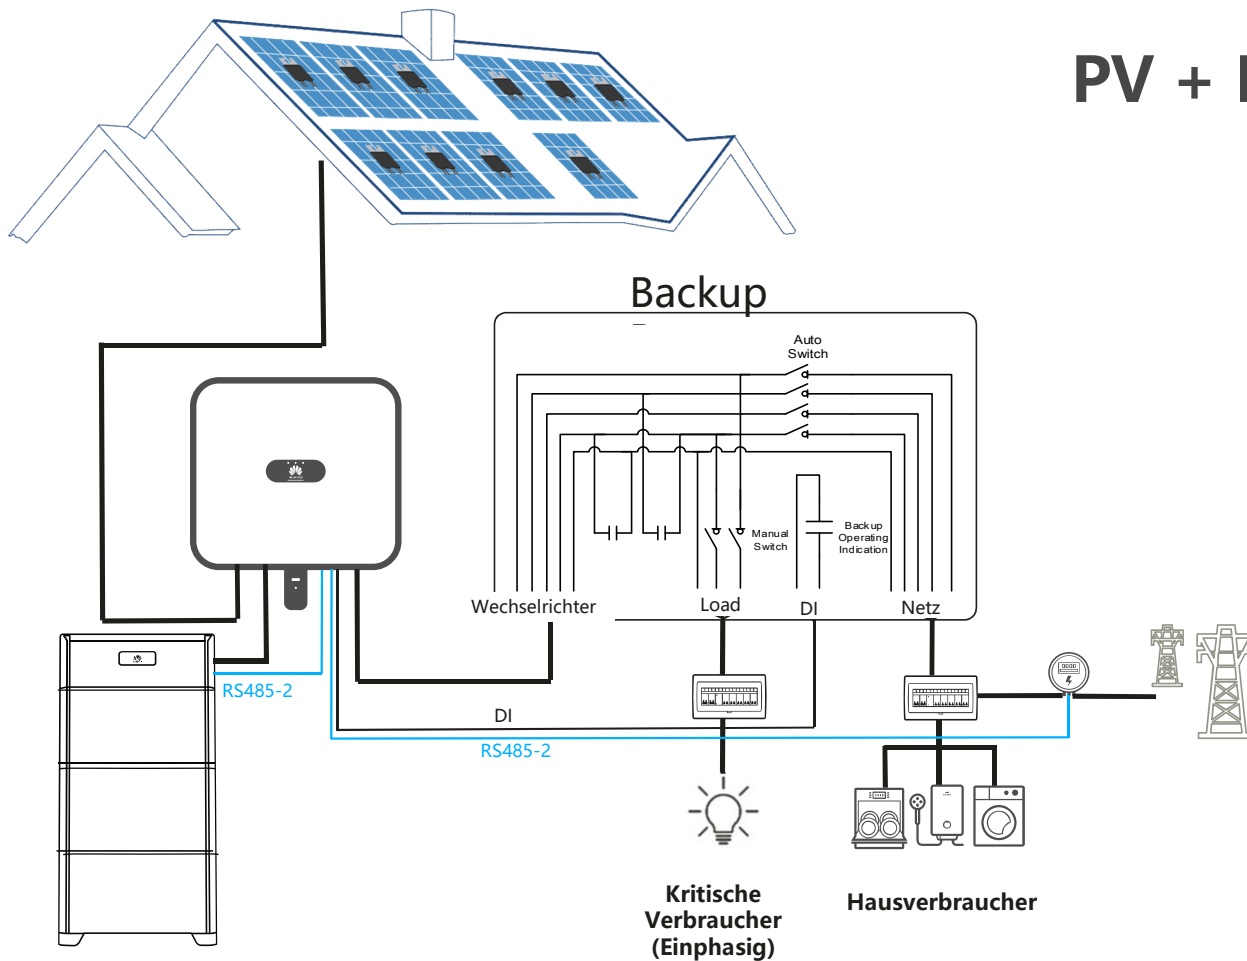 PV +
Backup
Auto
Switch
Manual
Switch
Backup
Operating
Indication
Wechselrichter
Load
DI
Netz
RS485-2
DI
RS485-2
Kritische
Verbraucher
(Einphasig)
Hausverbraucher